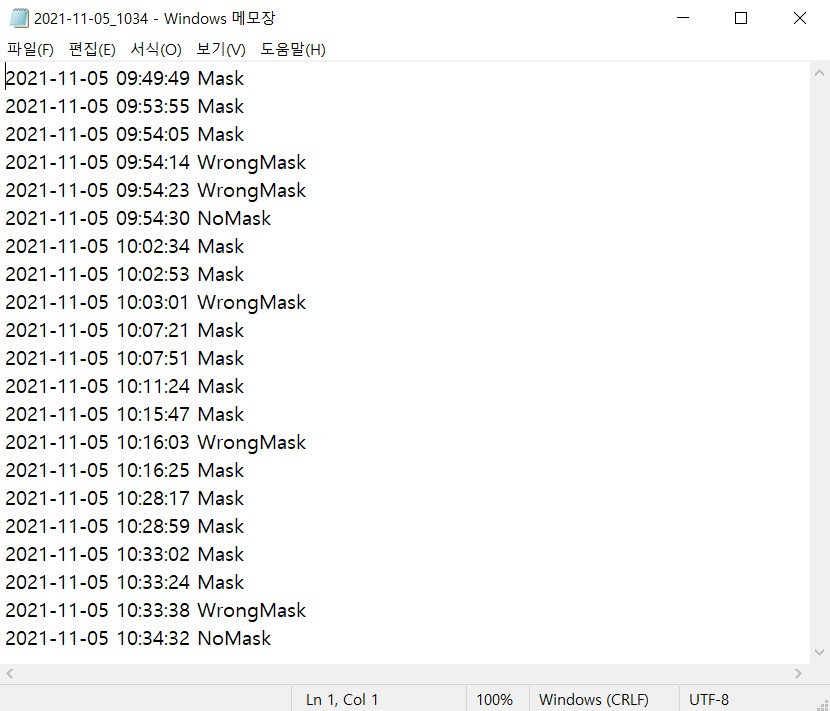 2021-11-05_1034 - Windows 메모장
파일(F) 편집(E) 서식(O) 보기(V) 도움말(H)
2021-11-05 09:49:49 Mask
2021-11-05 09:53:55 Mask
2021-11-05 09:54:05 Mask
2021-11-05 09:54:14 WrongMask
2021-11-05 09:54:23 WrongMask
2021-11-05 09:54:30 NoMask
2021-11-05 10:02:34 Mask
2021-11-05 10:02:53 Mask
2021-11-05 10:03:01 WrongMask
2021-11-05 10:07:21 Mask
2021-11-05 10:07:51 Mask
2021-11-05 10:11:24 Mask
2021-11-05 10:15:47 Mask
2021-11-05 10:16:03 WrongMask
2021-11-05 10:16:25 Mask
2021-11-05 10:28:17 Mask
2021-11-05 10:28:59 Mask
2021-11-05 10:33:02 Mask
2021-11-05 10:33:24 Mask
2021-11-05 10:33:38 WrongMask
2021-11-05 10:34:32 NoMask
Ln 1, Col 1 100% Windows (CRLF) UTF-8